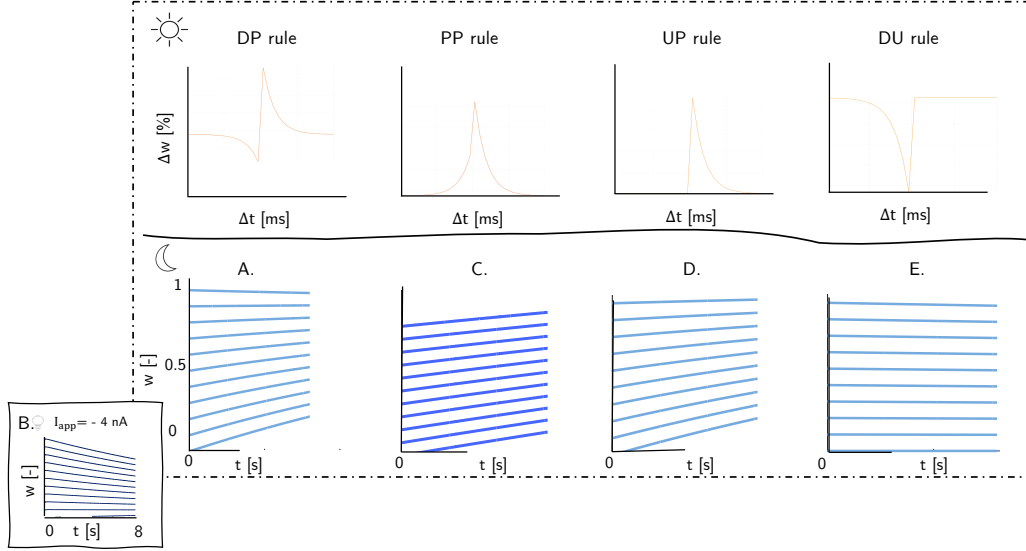 DP rule
PP rule
UP rule
DU rule
Δw [%]
Δt [ms]
Δt [ms]
Δt [ms]
Δt [ms]
A.
C.
D.
E.
1
0.5
0
w [-]
0
t [s]
0
t [s]
0
t [s]
0
t [s]
B.
I_app= - 4 nA
w [-]
0
t [s]
8